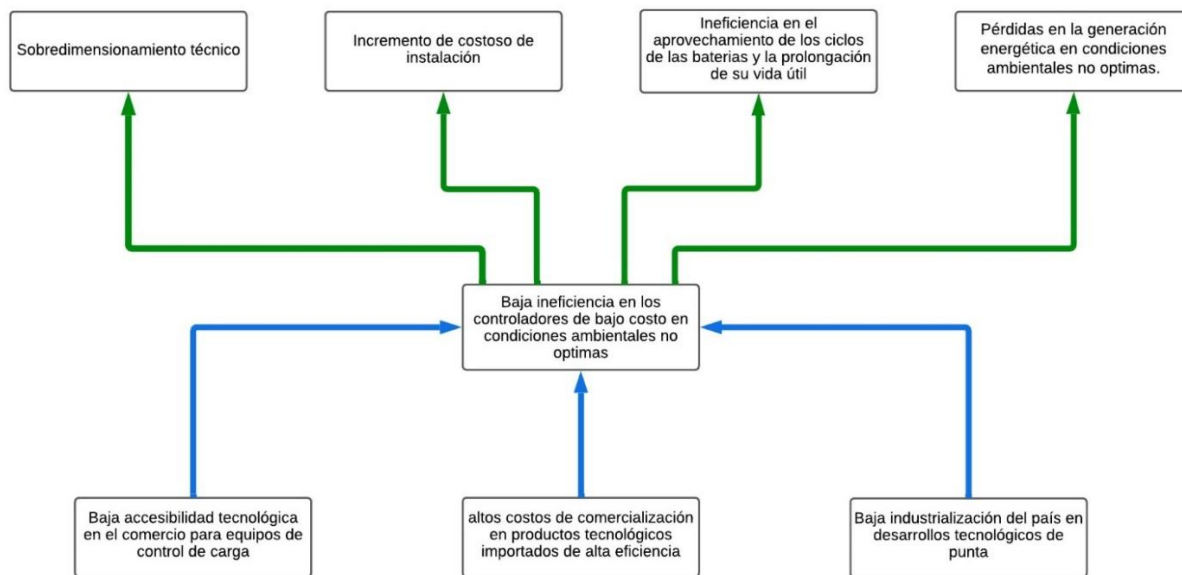 Sobredimensionamiento técnico
Incremento de costoso de
instalación
Ineficiencia en el
aprovechamiento de los ciclos
de las baterias y la prolongación
de su vida útil
Pérdidas en la generación
energética en condiciones
ambientales no optimas.
Baja ineficiencia en los
controladores de bajo costo en
condiciones ambientales no
optimas
Baja accesibilidad tecnológica
en el comercio para equipos de
control de carga
altos costos de comercialización
en productos tecnológicos
importados de alta eficiencia
Baja industrialización del país en
desarrollos tecnológicos de
punta